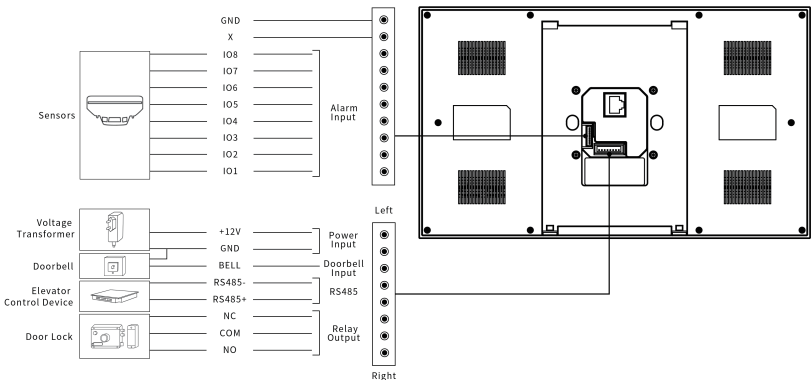 GND
X
IO8
IO7
IO6
IO5
IO4
IO3
IO2
IO1
Sensors
Alarm
Input
Left
Voltage
Transformer
+12V
GND
Power
Input
Doorbell
BELL
Doorbell
Input
Elevator
Control Device
RS485-
RS485+
RS485
Door Lock
NC
COM
NO
Relay
Output
Right